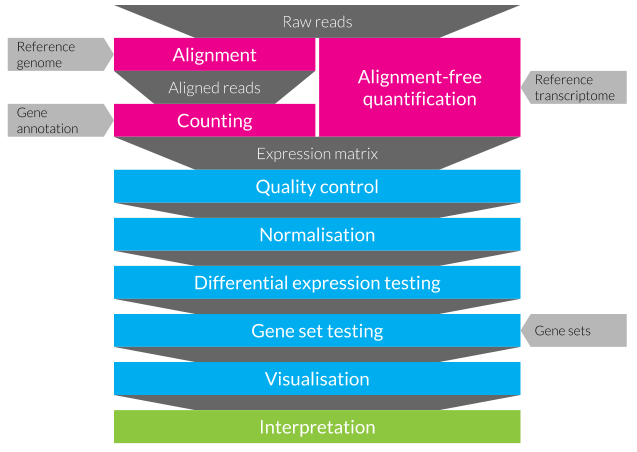 Raw reads
Reference
genome
Alignment
Alignment-free
quantification
Reference
transcriptome
Aligned reads
Gene
annotation
Counting
Expression matrix
Quality control
Normalisation
Differential expression testing
Gene set testing
Gene sets
Visualisation
Interpretation